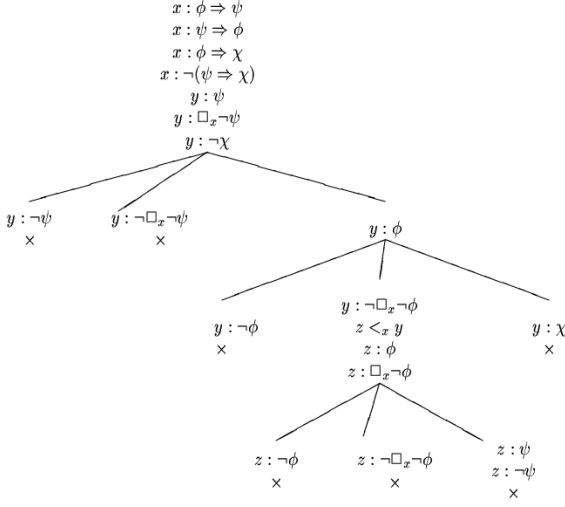 x : ϕ ⇒ ψ
x : ψ ⇒ ϕ
x : ϕ ⇒ χ
x : ¬(ψ ⇒ χ)
y : ψ
y : □ₓ¬ψ
y : ¬χ
y : ¬ψ
×
y : ¬□ₓ¬ψ
×
y : ϕ
y : ¬ϕ
×
y : ¬□ₓ¬ϕ
z <ₓ y
z : ϕ
z : □ₓ¬ϕ
y : χ
×
z : ¬ϕ
×
z : ¬□ₓ¬ϕ
×
z : ψ
z : ¬ψ
×